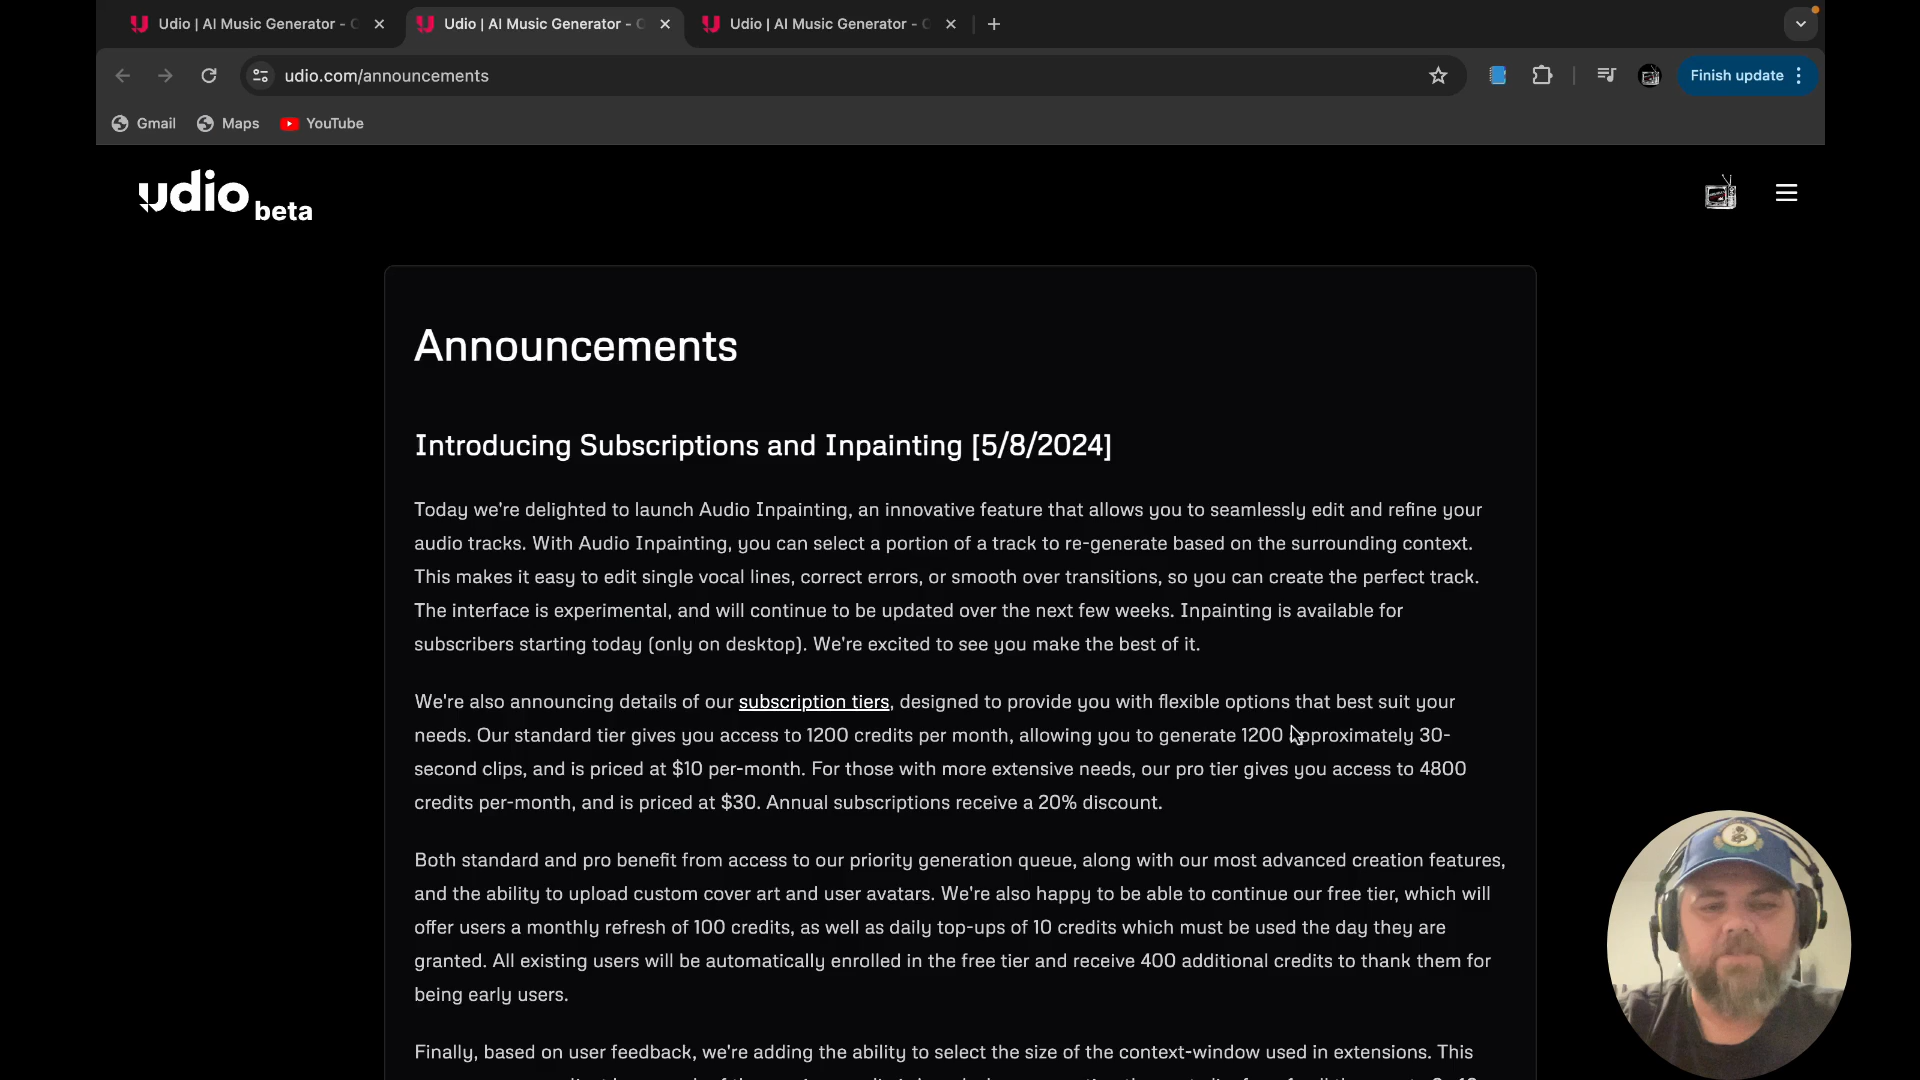 Udio | AI Music Generator -
Udio | AI Music Generator -
Udio | AI Music Generator -
udio.com/announcements
Finish update
Gmail
Maps
YouTube
udio beta
Announcements
Introducing Subscriptions and Inpainting [5/8/2024]
Today we're delighted to launch Audio Inpainting, an innovative feature that allows you to seamlessly edit and refine your
audio tracks. With Audio Inpainting, you can select a portion of a track to re-generate based on the surrounding context.
This makes it easy to edit single vocal lines, correct errors, or smooth over transitions, so you can create the perfect track.
The interface is experimental, and will continue to be updated over the next few weeks. Inpainting is available for
subscribers starting today (only on desktop). We're excited to see you make the best of it.
We're also announcing details of our subscription tiers, designed to provide you with flexible options that best suit your
needs. Our standard tier gives you access to 1200 credits per month, allowing you to generate 1200 approximately 30-
second clips, and is priced at $10 per-month. For those with more extensive needs, our pro tier gives you access to 4800
credits per-month, and is priced at $30. Annual subscriptions receive a 20% discount.
Both standard and pro benefit from access to our priority generation queue, along with our most advanced creation features,
and the ability to upload custom cover art and user avatars. We're also happy to be able to continue our free tier, which will
offer users a monthly refresh of 100 credits, as well as daily top-ups of 10 credits which must be used the day they are
granted. All existing users will be automatically enrolled in the free tier and receive 400 additional credits to thank them for
being early users.
Finally, based on user feedback, we're adding the ability to select the size of the context-window used in extensions. This